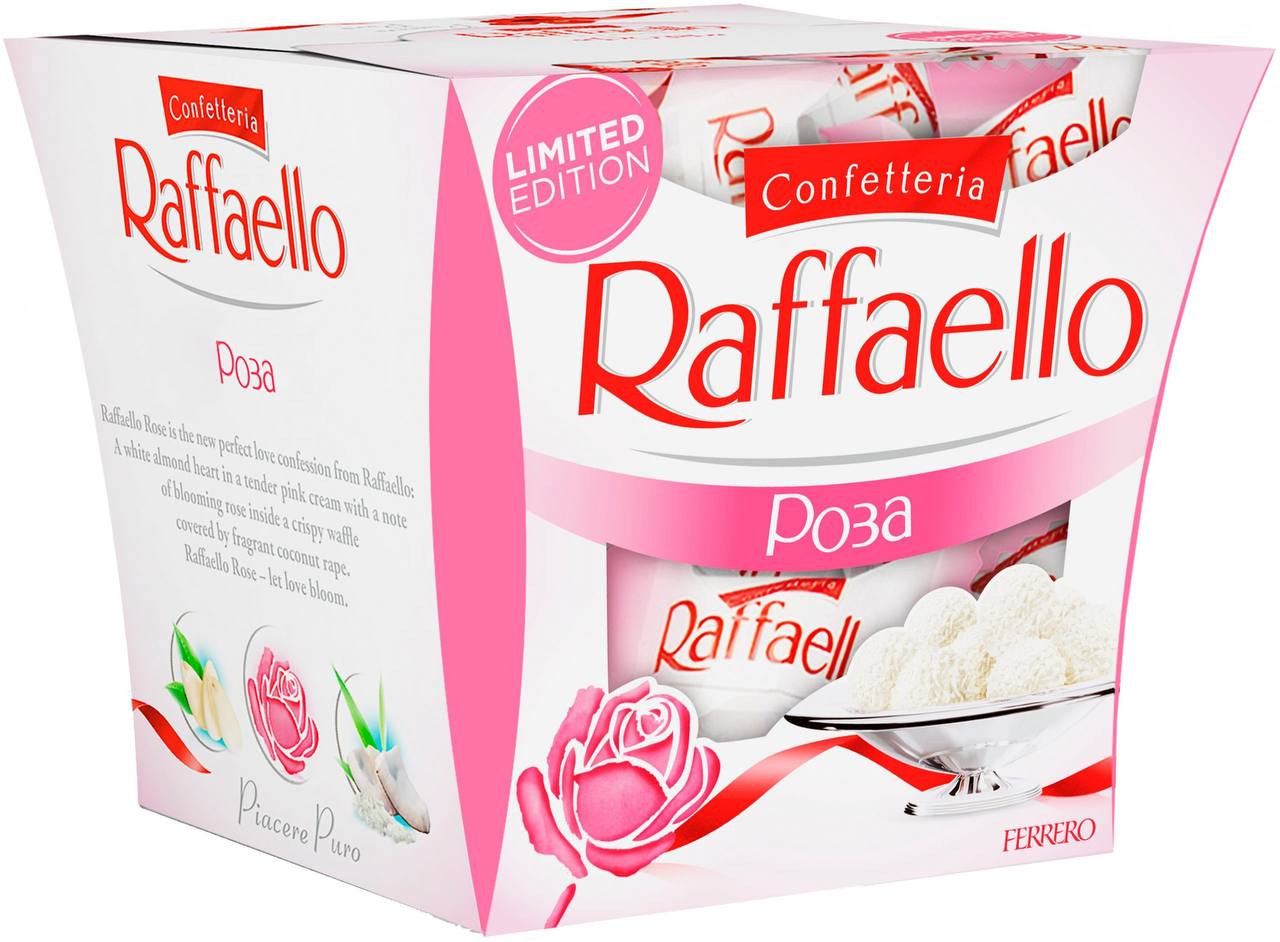 Confetteria
Raffaello
Роза
Raffaello Rose is the new perfect love confession from Raffaello:
A white almond heart in a tender pink cream with a note
of blooming rose inside a crispy waffle
covered by fragrant coconut rape.
Raffaello Rose – let love bloom.
Piacere Puro
LIMITED
EDITION
Confetteria
Raffaello
Роза
Raffaell
FERRERO